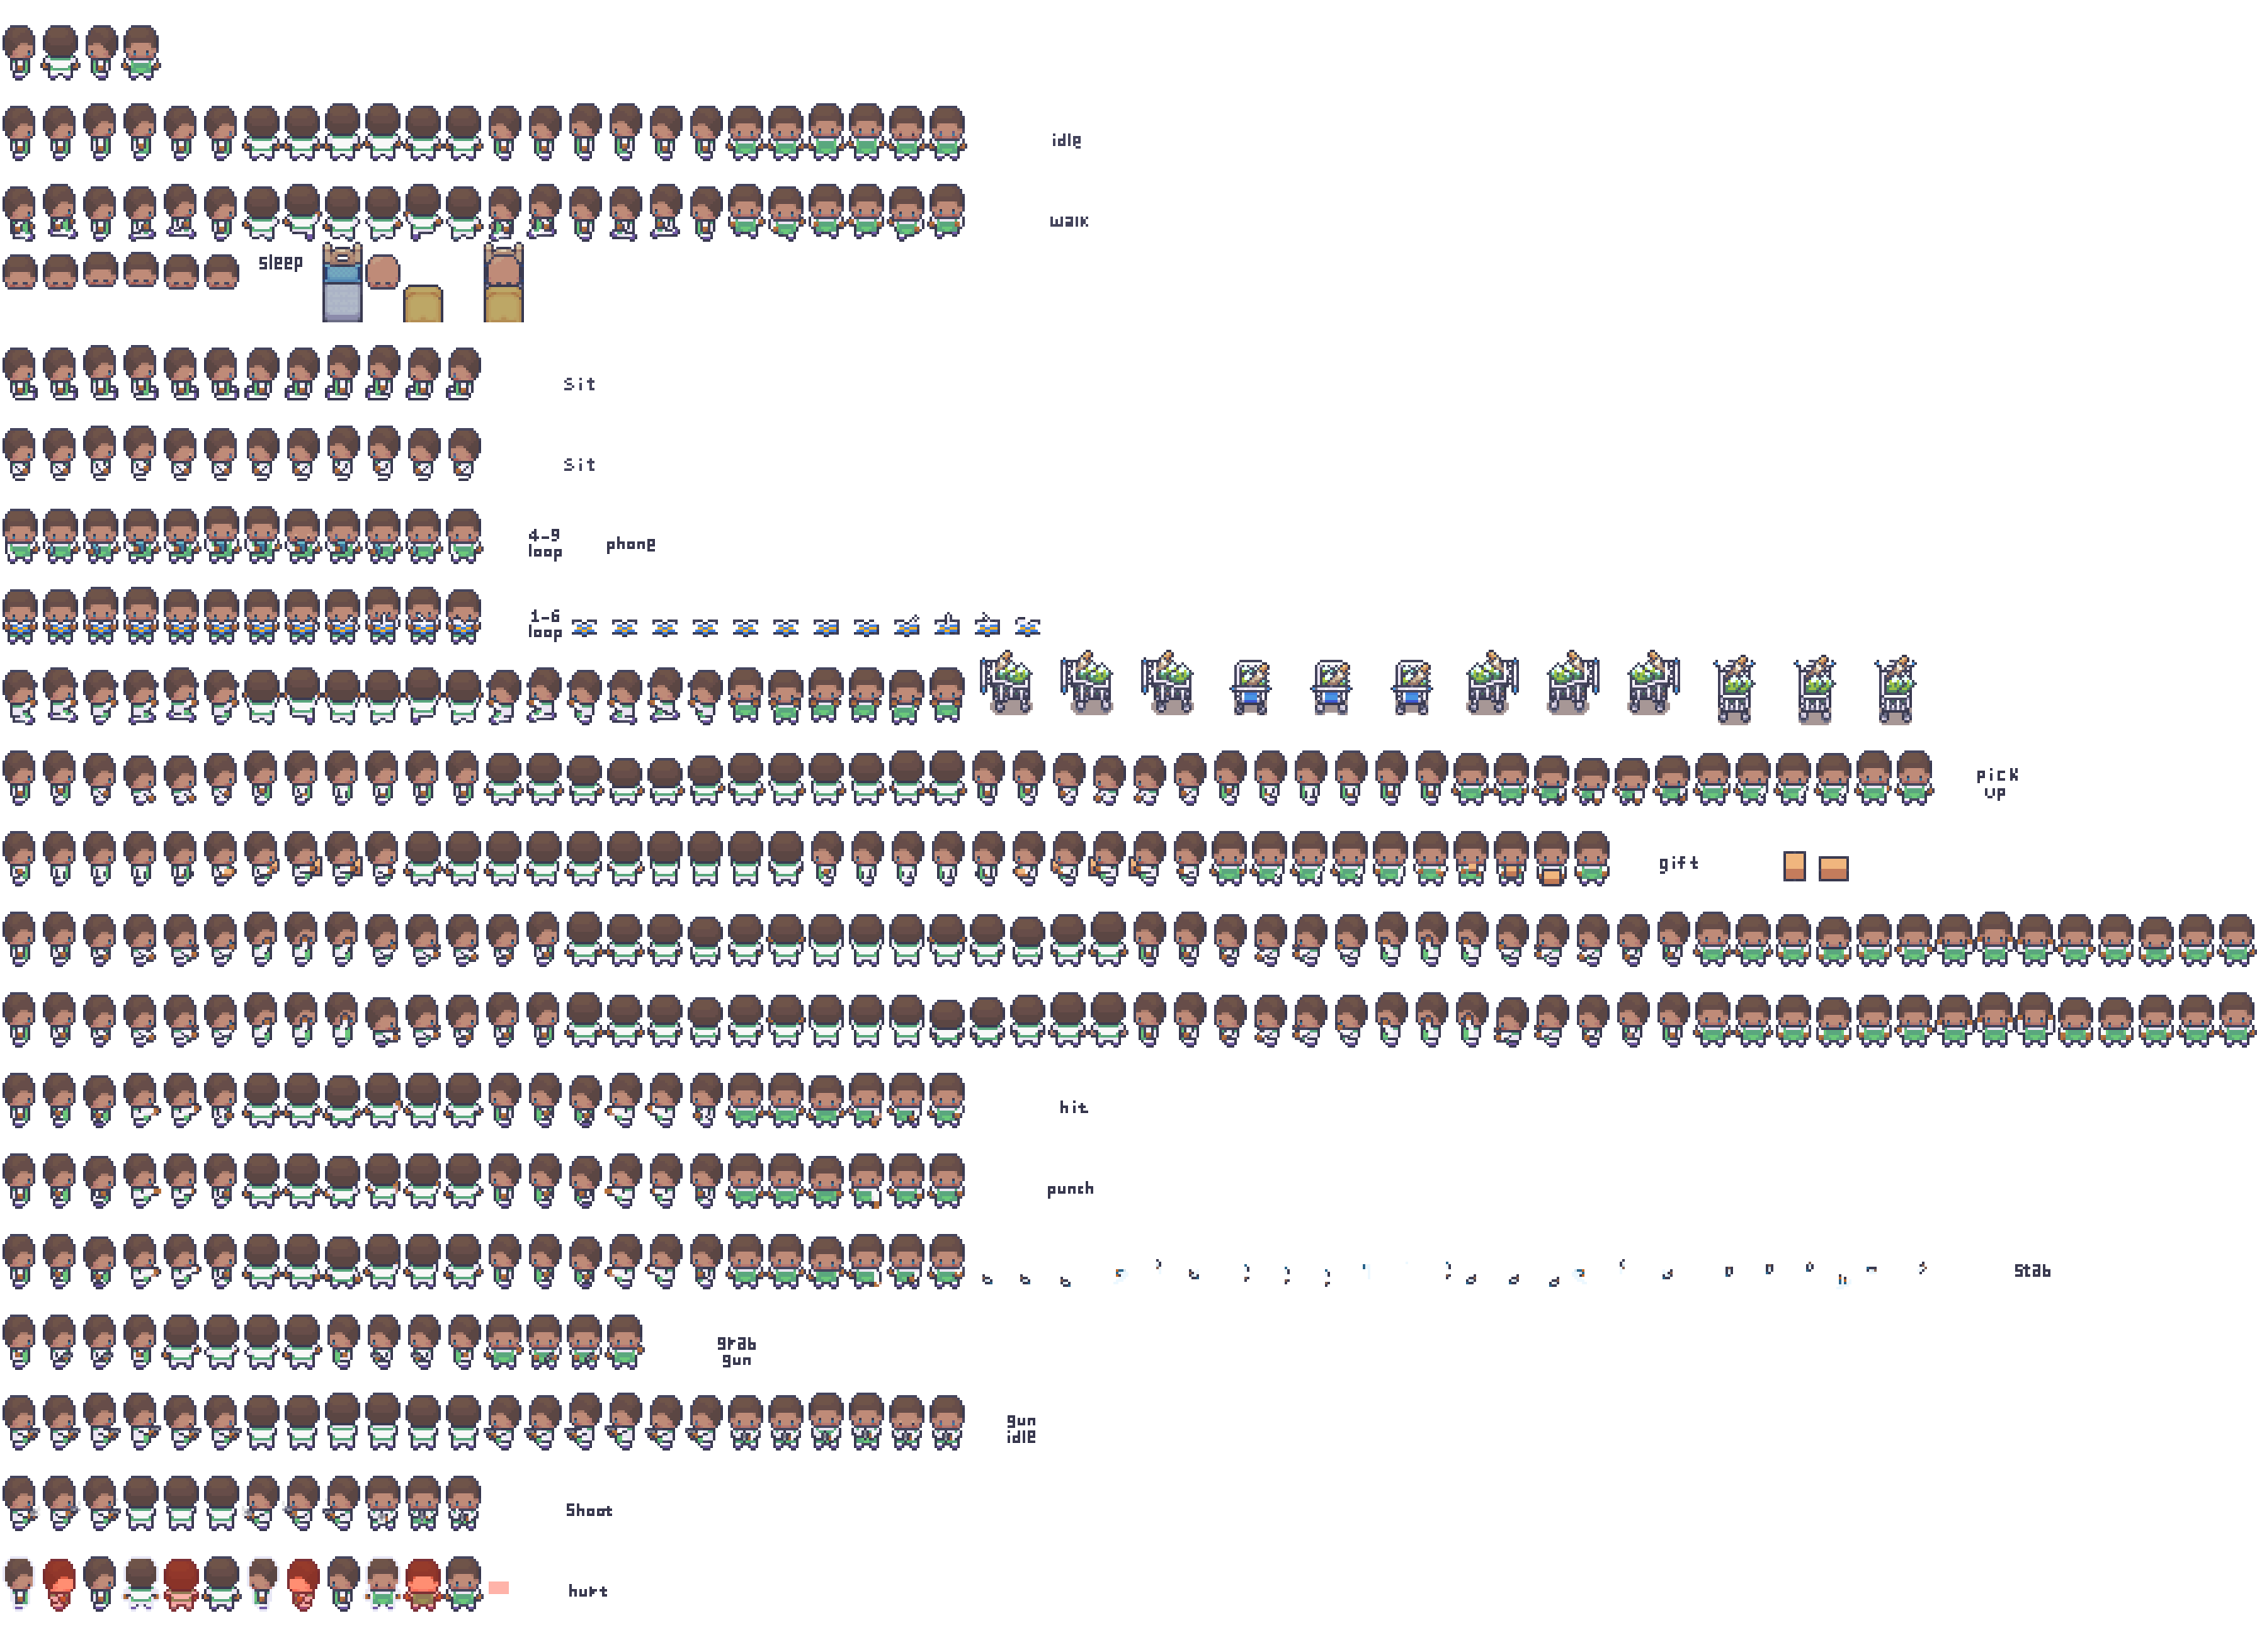 idle
walk
sleep
Sit
Sit
4-9
loop
phone
1-6
loop
pick
up
gift
hit
punch
Stab
grab
gun
gun
idle
Shoot
hurt